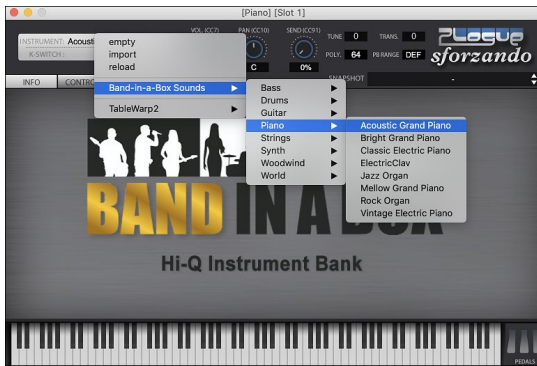 [Piano] [Slot 1]
INSTRUMENT: Acousti
K-SWITCH:
VOL. (CC7)
PAN (CC10)
SEND (CC91)
C
0%
TUNE 0 TRANS. 0
POLY. 64 PB RANGE DEF
Plogue
sforzando
INFO
CONTRO
SNAPSHOT
-
empty
import
reload
Band-in-a-Box Sounds
TableWarp2
Bass
Drums
Guitar
Piano
Strings
Synth
Woodwind
World
Acoustic Grand Piano
Bright Grand Piano
Classic Electric Piano
ElectricClav
Jazz Organ
Mellow Grand Piano
Rock Organ
Vintage Electric Piano
BAND IN A BOX
Hi-Q Instrument Bank
PEDALS